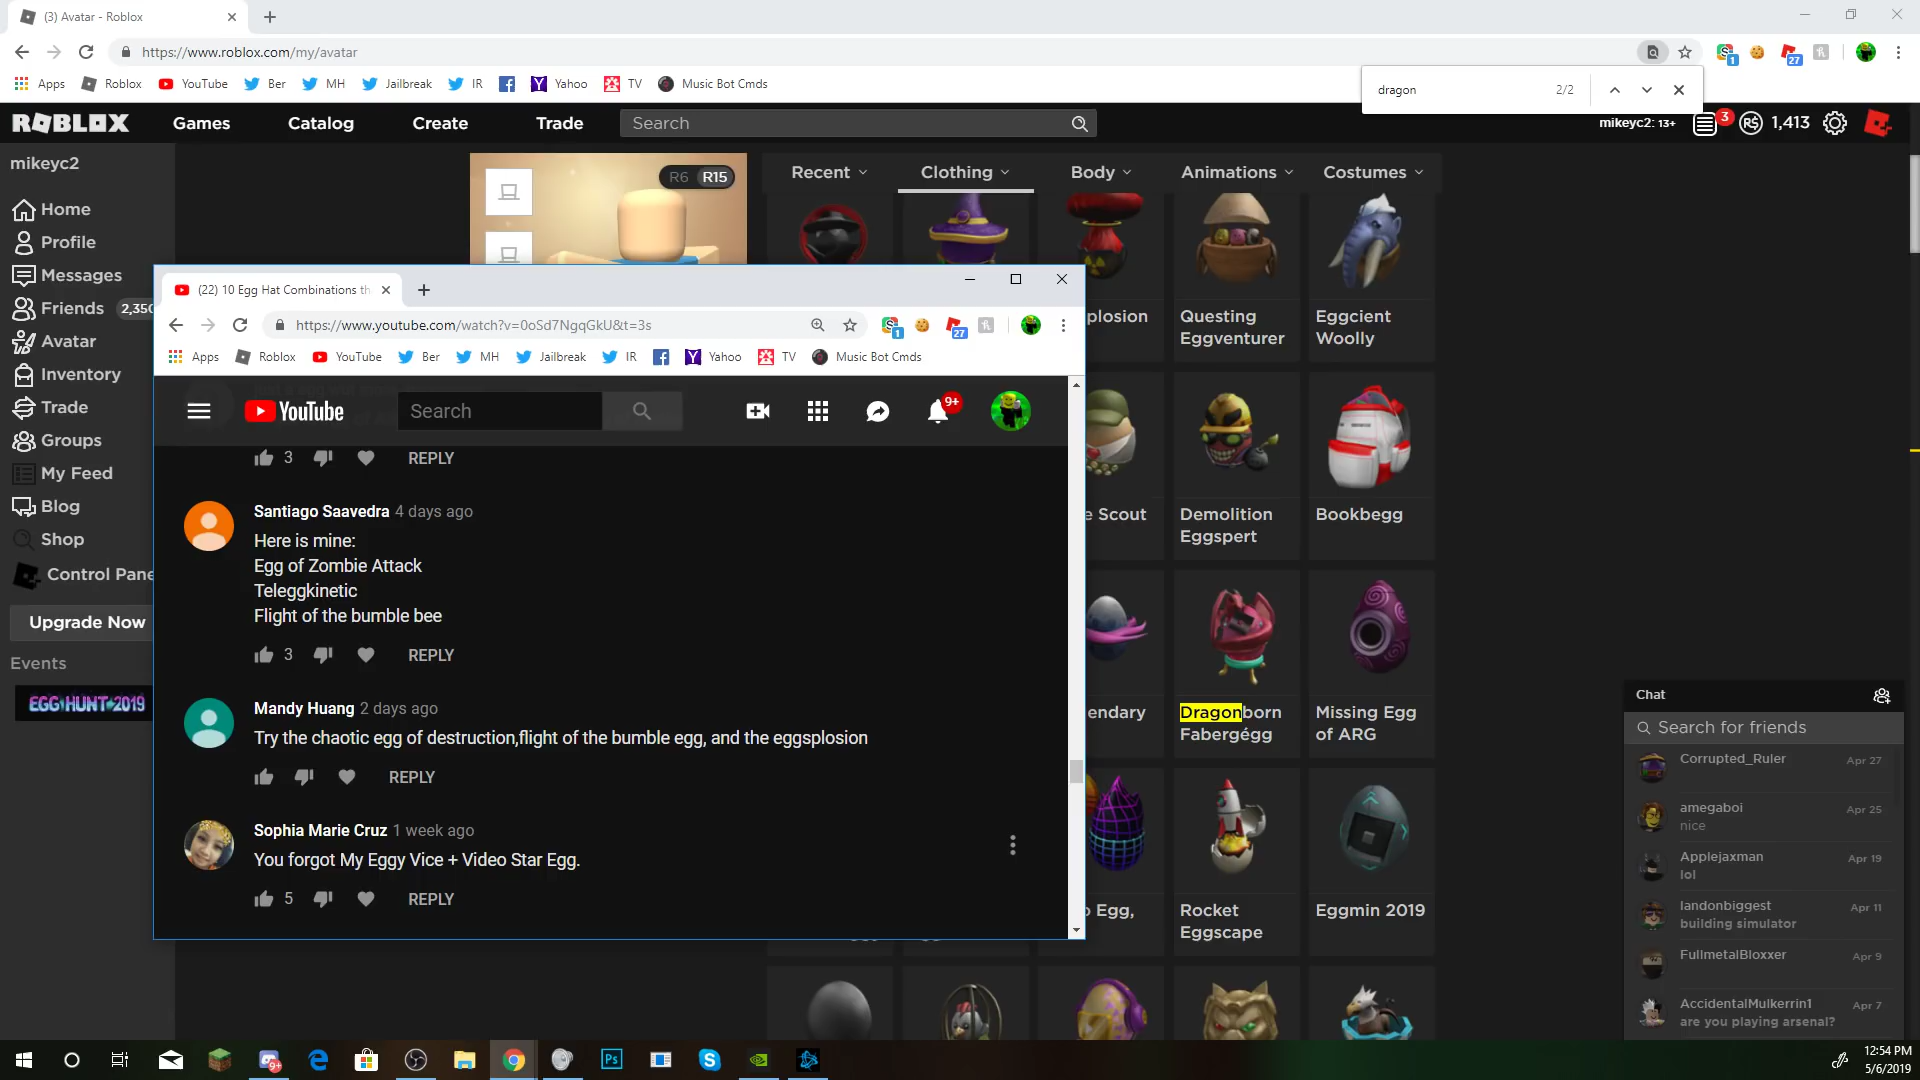 (3) Avatar - Roblox
https://www.roblox.com/my/avatar
1
27
Apps Roblox YouTube Ber MH Jailbreak IR Yahoo TV Music Bot Cmds
dragon 2/2
ROBLOX Games Catalog Create Trade Search mikeyc2: 13+ 3 R$ 1,413
mikeyc2
Home
Profile
Messages
Friends 2,350
Avatar
Inventory
Trade
Groups
My Feed
Blog
Shop
Control Pane
Upgrade Now
Events
EGG HUNT 2019
R6 R15
Recent Clothing Body Animations Costumes
plosion
Questing
Eggventurer
Eggcient
Woolly
e Scout
Demolition
Eggspert
Bookbegg
endary
Dragonborn
Fabergégg
Missing Egg
of ARG
o Egg,
Rocket
Eggscape
Eggmin 2019
(22) 10 Egg Hat Combinations th
https://www.youtube.com/watch?v=0oSd7NgqGkU&t=3s
1
27
Apps Roblox YouTube Ber MH Jailbreak IR Yahoo TV Music Bot Cmds
YouTube Search 9+
3 REPLY
Santiago Saavedra 4 days ago
Here is mine:
Egg of Zombie Attack
Teleggkinetic
Flight of the bumble bee
3 REPLY
Mandy Huang 2 days ago
Try the chaotic egg of destruction,flight of the bumble egg, and the eggsplosion
REPLY
Sophia Marie Cruz 1 week ago
You forgot My Eggy Vice + Video Star Egg.
5 REPLY
Chat
Search for friends
Corrupted_Ruler Apr 27
amegaboi Apr 25
nice
Applejaxman Apr 19
lol
landonbiggest Apr 11
building simulator
FullmetalBloxxer Apr 9
AccidentalMulkerrin1 Apr 7
are you playing arsenal?
9+
Ps
12:54 PM
5/6/2019